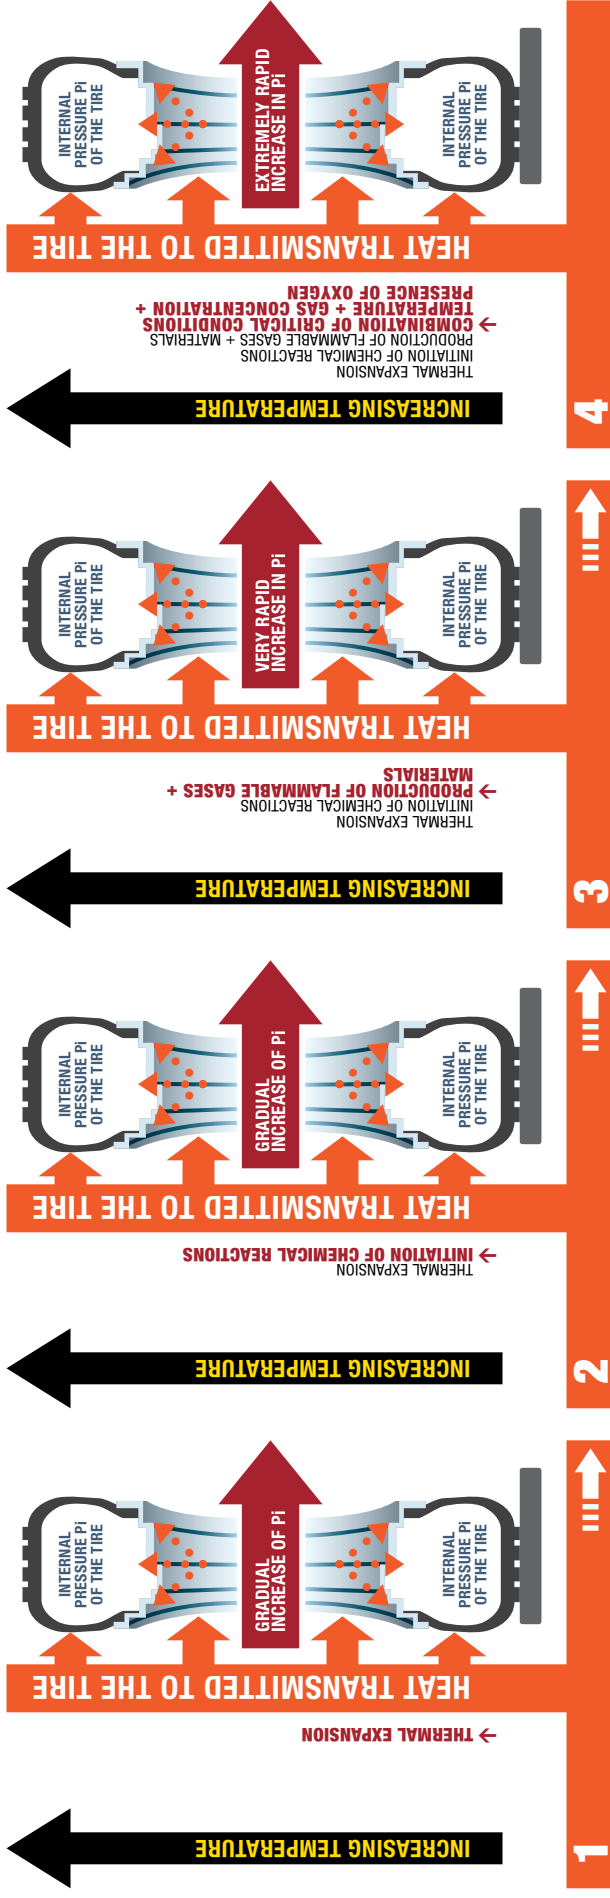 1
INCREASING TEMPERATURE
→ THERMAL EXPANSION
HEAT TRANSMITTED TO THE TIRE
INTERNAL
PRESSURE Pi
OF THE TIRE
GRADUAL
INCREASE OF Pi
INTERNAL
PRESSURE Pi
OF THE TIRE
2
INCREASING TEMPERATURE
THERMAL EXPANSION
→ INITIATION OF CHEMICAL REACTIONS
HEAT TRANSMITTED TO THE TIRE
INTERNAL
PRESSURE Pi
OF THE TIRE
GRADUAL
INCREASE OF Pi
INTERNAL
PRESSURE Pi
OF THE TIRE
3
INCREASING TEMPERATURE
THERMAL EXPANSION
INITIATION OF CHEMICAL REACTIONS
→ PRODUCTION OF FLAMMABLE GASES +
MATERIALS
HEAT TRANSMITTED TO THE TIRE
INTERNAL
PRESSURE Pi
OF THE TIRE
VERY RAPID
INCREASE IN Pi
INTERNAL
PRESSURE Pi
OF THE TIRE
4
INCREASING TEMPERATURE
THERMAL EXPANSION
INITIATION OF CHEMICAL REACTIONS
PRODUCTION OF FLAMMABLE GASES + MATERIALS
→ COMBINATION OF CRITICAL CONDITIONS
TEMPERATURE + GAS CONCENTRATION +
PRESENCE OF OXYGEN
HEAT TRANSMITTED TO THE TIRE
INTERNAL
PRESSURE Pi
OF THE TIRE
EXTREMELY RAPID
INCREASE IN Pi
INTERNAL
PRESSURE Pi
OF THE TIRE